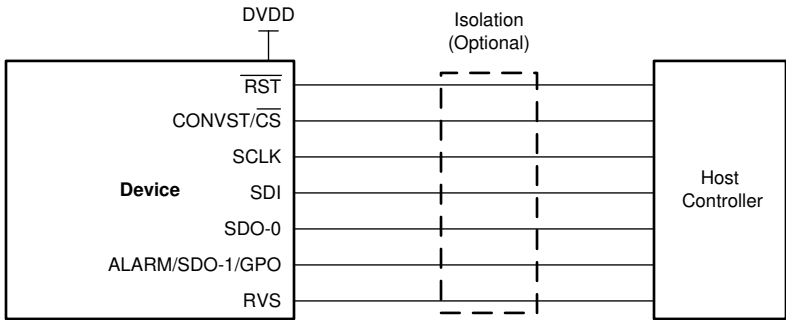 DVDD
Isolation
(Optional)
RST
CONVST/CS
SCLK
Device
SDI
SDO-0
ALARM/SDO-1/GPO
RVS
Host
Controller